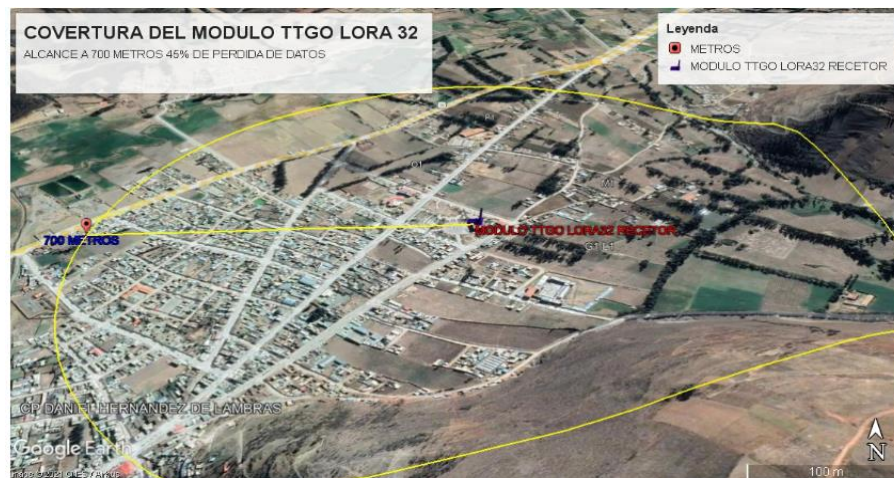 COVERTURA DEL MODULO TTGO LORA 32
ALCANCE A 700 METROS 45% DE PERDIDA DE DATOS
Leyenda
METROS
MODULO TTGO LORA32 RECETOR
700 METROS
MODULO TTGO LORA32 RECETOR
CP DANIEL HERNANDEZ DE LAMBRAS
Google Earth
N
100 m